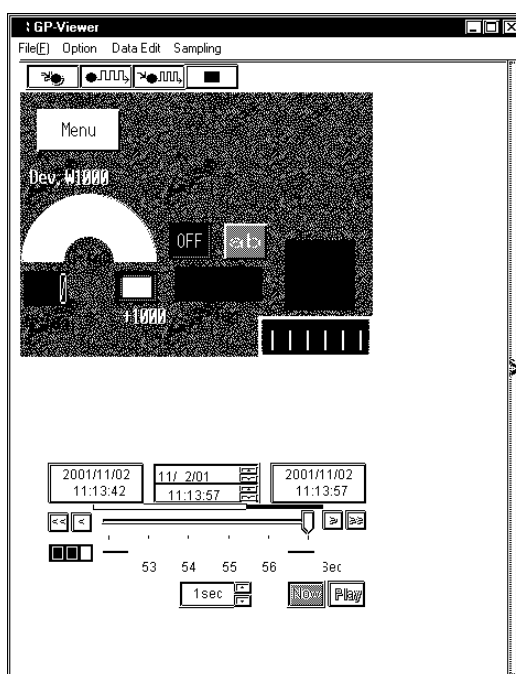 GP-Viewer
File(F) Option Data Edit Sampling
Menu
Dev, W1000
OFF ab
0
+1000
2001/11/02 11/ 2/01 2001/11/02
11:13:42 11:13:57 11:13:57
<< < > >>
53 54 55 56 Sec
1sec Now Play